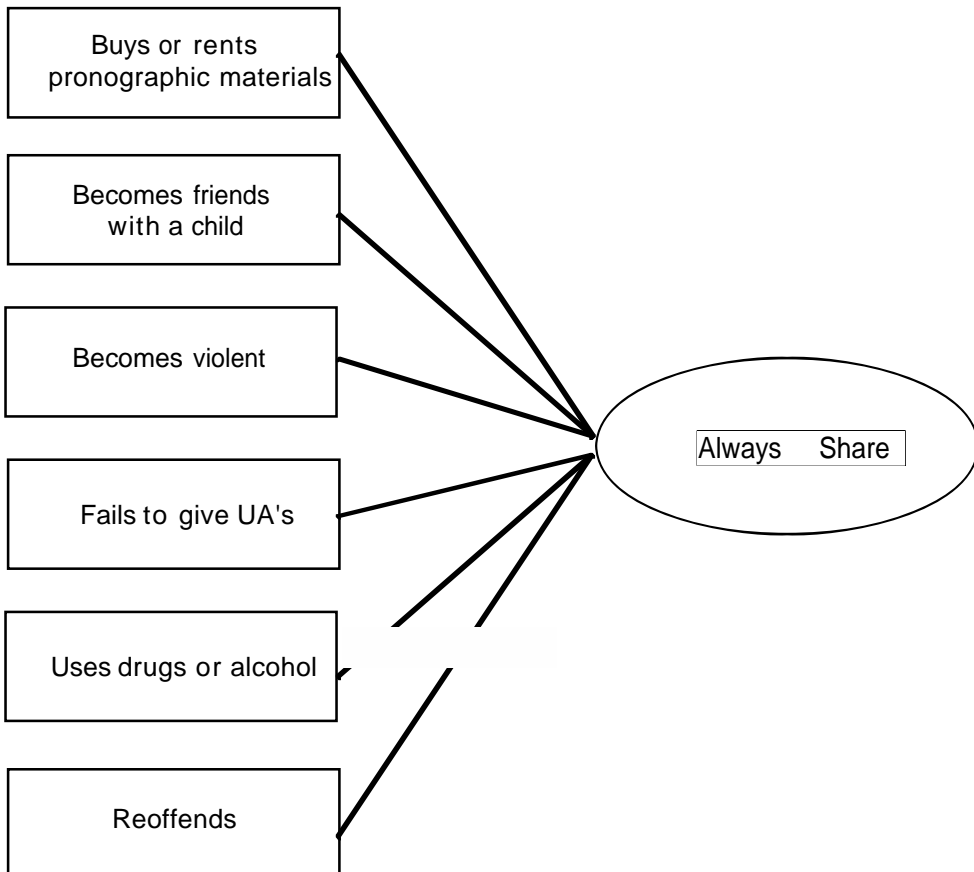 Buys or rents
pronographic materials
Becomes friends
with a child
Becomes violent
Always Share
Fails to give UA's
Uses drugs or alcohol
Reoffends